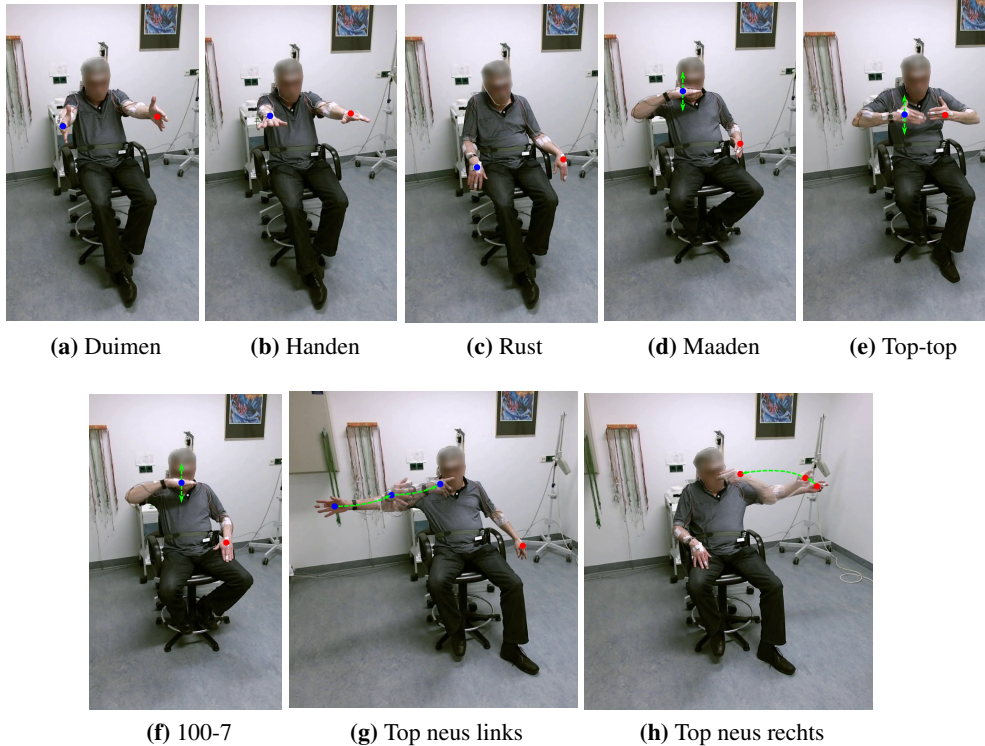 (a) Duimen
(b) Handen
(c) Rust
(d) Maaden
(e) Top-top
(f) 100-7
(g) Top neus links
(h) Top neus rechts